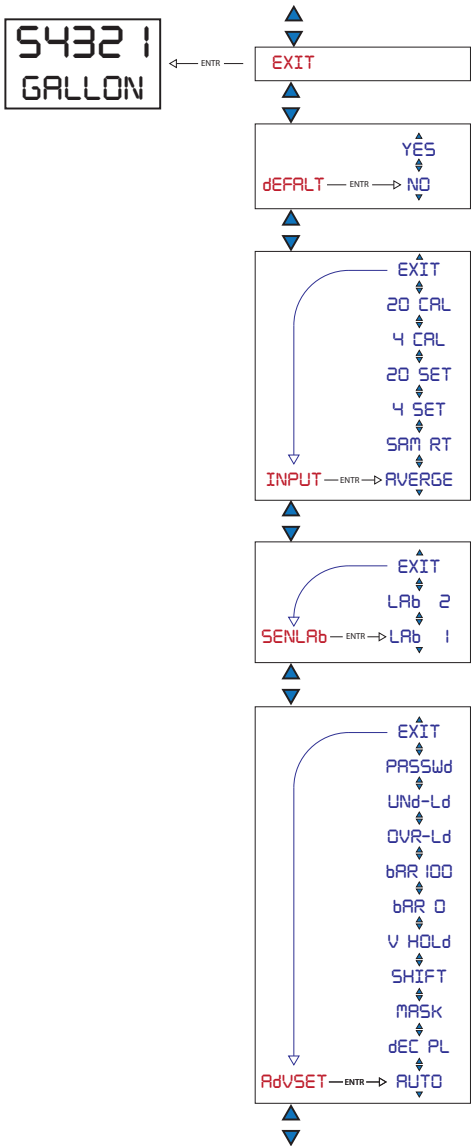 54321
GALLON
ENTR
EXIT
YES
dEFALT ENTR NO
EXIT
20 CAL
4 CAL
20 SET
4 SET
SAM RT
INPUT ENTR AVERGE
EXIT
LAb 2
SENLAb ENTR LAb 1
EXIT
PASSWd
UNd-Ld
OVR-Ld
bAR 100
bAR 0
V HOLd
SHIFT
MASK
dEC PL
AdVSET ENTR AUTO